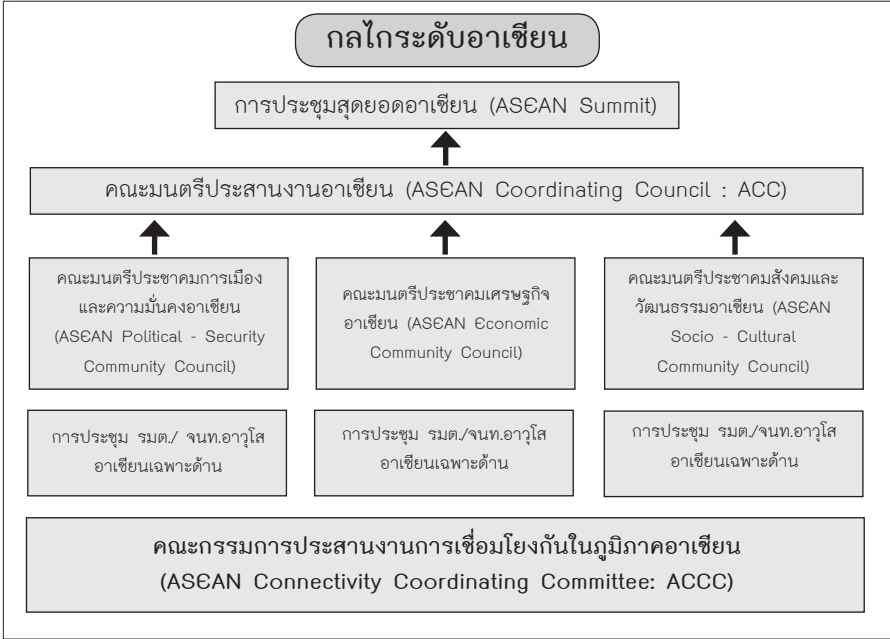 กลไกระดับอาเซียน
การประชุมสุดยอดอาเซียน (ASEAN Summit)
คณะมนตรีประสานงานอาเซียน (ASEAN Coordinating Council : ACC)
คณะมนตรีประชาคมการเมือง
และความมั่นคงอาเซียน
(ASEAN Political - Security
Community Council)
คณะมนตรีประชาคมเศรษฐกิจ
อาเซียน (ASEAN Economic
Community Council)
คณะมนตรีประชาคมสังคมและ
วัฒนธรรมอาเซียน (ASEAN
Socio - Cultural
Community Council)
การประชุม รมต./ จนท.อาวุโส
อาเซียนเฉพาะด้าน
การประชุม รมต./จนท.อาวุโส
อาเซียนเฉพาะด้าน
การประชุม รมต./จนท.อาวุโส
อาเซียนเฉพาะด้าน
คณะกรรมการประสานงานการเชื่อมโยงกันในภูมิภาคอาเซียน
(ASEAN Connectivity Coordinating Committee: ACCC)